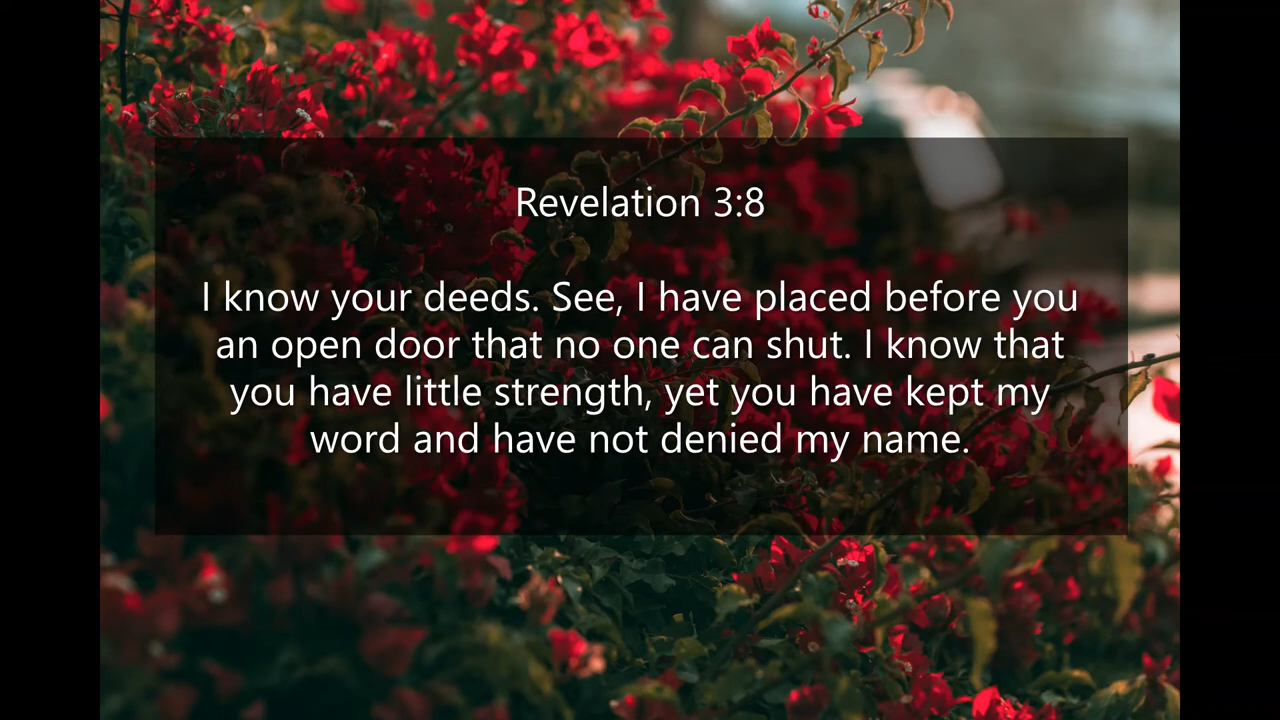 Revelation 3:8
I know your deeds. See, I have placed before you
an open door that no one can shut. I know that
you have little strength, yet you have kept my
word and have not denied my name.